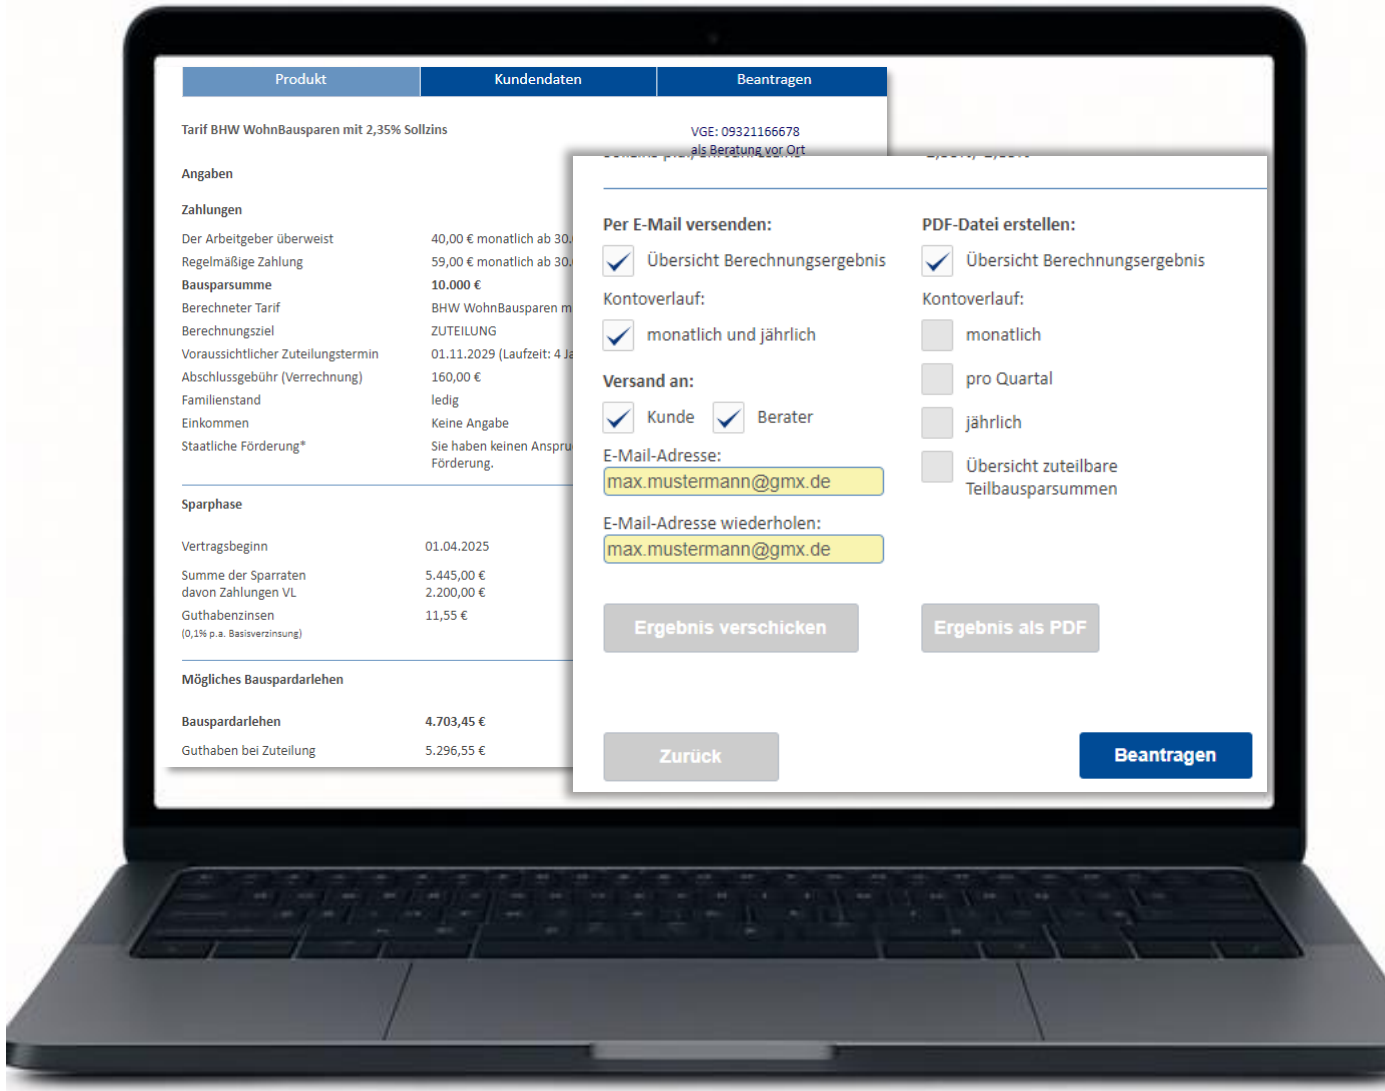 Produkt
Kundendaten
Beantragen
Tarif BHW WohnBausparen mit 2,35% Sollzins
VGE: 09321166678
als Beratung vor Ort
Angaben
Zahlungen
Der Arbeitgeber überweist 40,00 € monatlich ab 30.
Regelmäßige Zahlung 59,00 € monatlich ab 30.
Bausparsumme 10.000 €
Berechneter Tarif BHW WohnBausparen
Berechnungsziel ZUTEILUNG
Voraussichtlicher Zuteilungstermin 01.11.2029 (Laufzeit: 4
Abschlussgebühr (Verrechnung) 160,00 €
Familienstand ledig
Einkommen Keine Angabe
Staatliche Förderung* Sie haben keinen
Förderung.
Sparphase
Vertragsbeginn 01.04.2025
Summe der Sparraten 5.445,00 €
davon Zahlungen VL 2.200,00 €
Guthabenzinsen 11,55 €
(0,1% p.a. Basisverzinsung)
Mögliches Bauspardarlehen
Bauspardarlehen 4.703,45 €
Guthaben bei Zuteilung 5.296,55 €
Per E-Mail versenden:
Übersicht Berechnungsergebnis
Kontoverlauf:
monatlich und jährlich
Versand an:
Kunde Berater
E-Mail-Adresse:
max.mustermann@gmx.de
E-Mail-Adresse wiederholen:
max.mustermann@gmx.de
Ergebnis verschicken
PDF-Datei erstellen:
Übersicht Berechnungsergebnis
Kontoverlauf:
monatlich
pro Quartal
jährlich
Übersicht zuteilbare
Teilbausparsummen
Ergebnis als PDF
Zurück
Beantragen